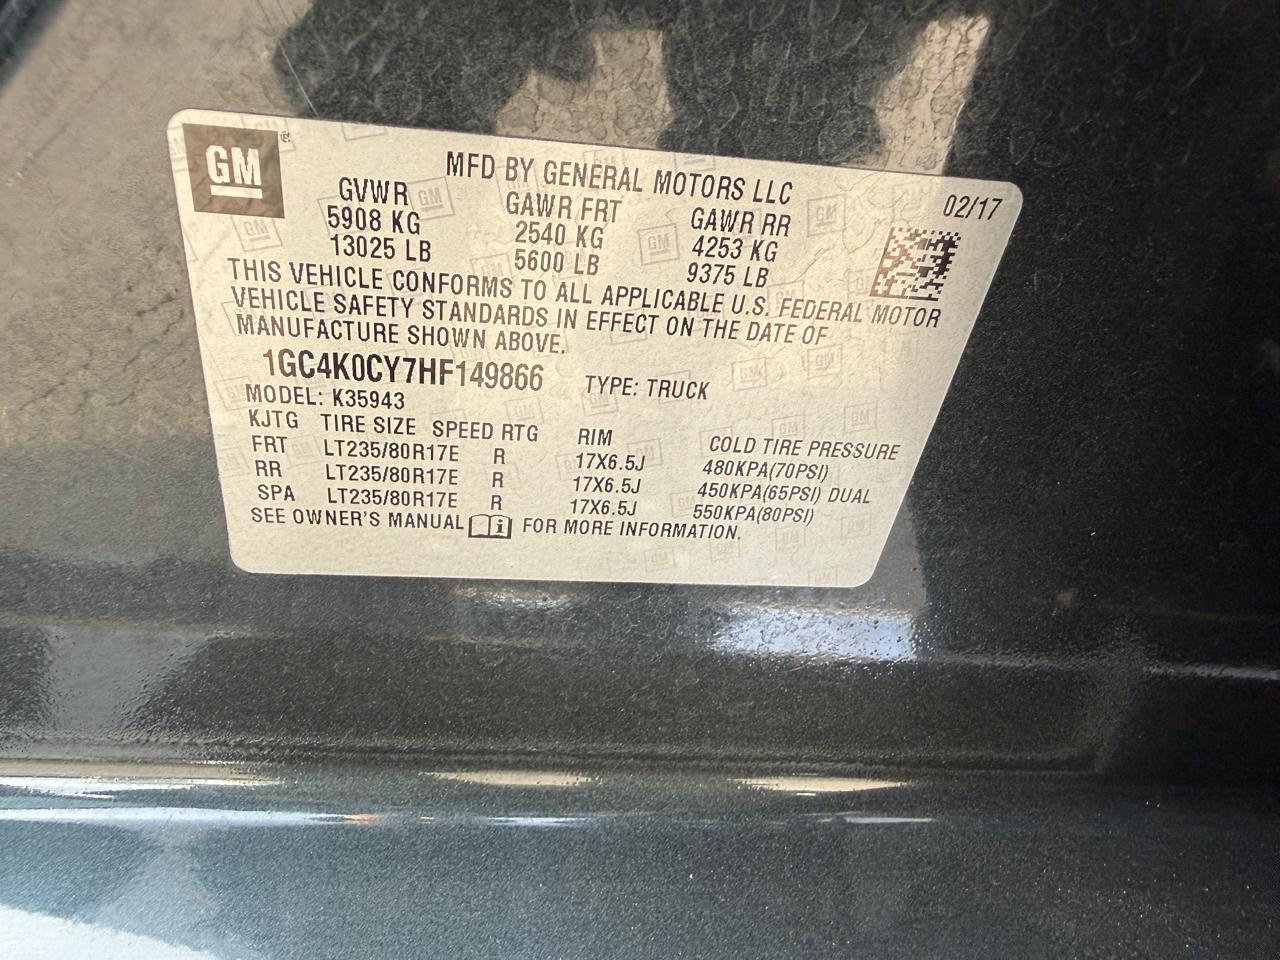 GM ®
MFD BY GENERAL MOTORS LLC
02/17
GVWR GAWR FRT GAWR RR
5908 KG 2540 KG 4253 KG
13025 LB 5600 LB 9375 LB
THIS VEHICLE CONFORMS TO ALL APPLICABLE U.S. FEDERAL MOTOR
VEHICLE SAFETY STANDARDS IN EFFECT ON THE DATE OF
MANUFACTURE SHOWN ABOVE.
1GC4K0CY7HF149866 TYPE: TRUCK
MODEL: K35943
KJTG TIRE SIZE SPEED RTG RIM COLD TIRE PRESSURE
FRT LT235/80R17E R 17X6.5J 480KPA(70PSI)
RR LT235/80R17E R 17X6.5J 450KPA(65PSI) DUAL
SPA LT235/80R17E R 17X6.5J 550KPA(80PSI)
SEE OWNER'S MANUAL FOR MORE INFORMATION.